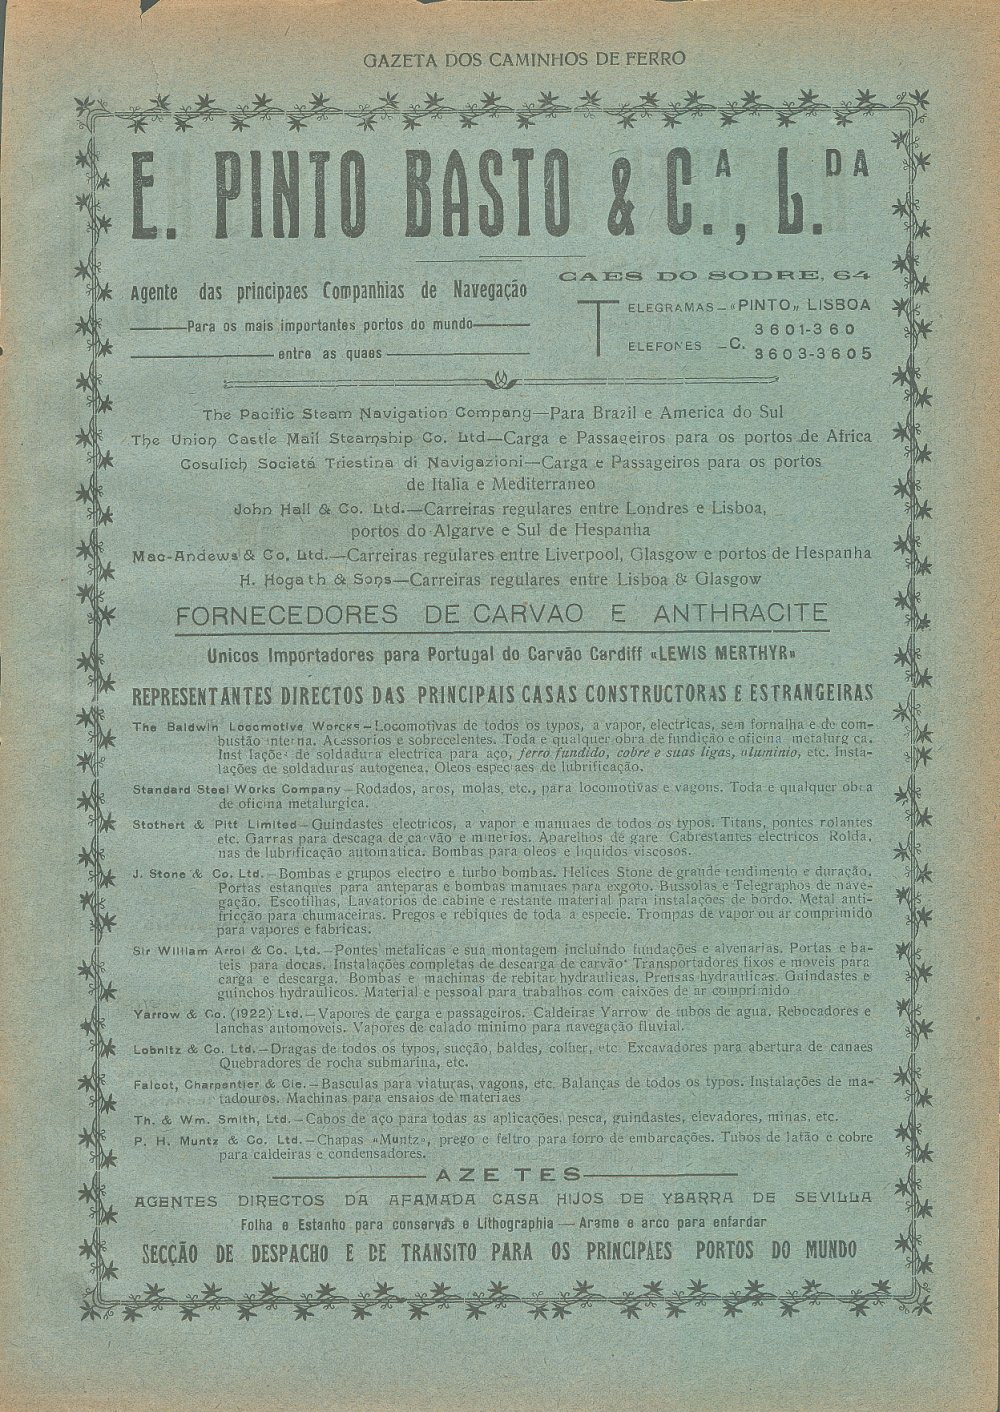 GAZETA DOS CAMINHOS DE FERRO
E. PINTO BASTO & C.A, L.DA
CAES DO SODRE, 64
Agente das principaes Companhias de Navegação
TELEGRAMAS — «PINTO» LISBOA
Para os mais importantes portos do mundo
3601-360
TELEFONES — C.
entre as quaes
3603-3605
The Pacific Steam Navigation Company—Para Brazil e America do Sul
The Union Castle Mail Steamship Co. Ltd—Carga e Passageiros para os portos de Africa
Cosulich Societá Triestina di Navigazioni—Carga e Passageiros para os portos
de Italia e Mediterraneo
John Hall & Co. Ltd.—Carreiras regulares entre Londres e Lisboa,
portos do Algarve e Sul de Hespanha
Mac-Andews & Co. Ltd.—Carreiras regulares entre Liverpool, Glasgow e portos de Hespanha
H. Hogath & Sons—Carreiras regulares entre Lisboa & Glasgow
FORNECEDORES DE CARVAO E ANTHRACITE
Unicos Importadores para Portugal do Carvão Cardiff «LEWIS MERTHYR»
REPRESENTANTES DIRECTOS DAS PRINCIPAIS CASAS CONSTRUCTORAS E ESTRANGEIRAS
The Baldwin Locomotive Worcks—Locomotivas de todos os typos, a vapor, electricas, sem fornalha e de com-
bustão interna. Acessorios e sobrecelentes. Toda e qualquer obra de fundição e oficina metalurg ca.
Inst lações de soldadura electrica para aço, ferro fundido, cobre e suas ligas, aluminio, etc. Insta-
lações de soldaduras autogenea. Oleos especiaes de lubrificação.
Standard Steel Works Company—Rodados, aros, molas, etc., para locomotivas e vagons. Toda e qualquer obra
de oficina metalurgica.
Stothert & Pitt Limited—Guindastes electricos, a vapor e manuaes de todos os typos. Titans, pontes rolantes
etc. Garras para descaga de carvão e minerios. Aparelhos de gare. Cabrestantes electricos Rolda,
nas de lubrificação automatica. Bombas para oleos e liquidos viscosos.
J. Stone & Co. Ltd.—Bombas e grupos electro e turbo bombas. Helices Stone de grande rendimento e duração.
Portas estanques para anteparas e bombas manuaes para exgoto. Bussolas e Telegraphos de nave-
gação. Escotilhas, Lavatorios de cabine e restante material para instalações de bordo. Metal anti-
fricção para chumaceiras. Pregos e rebiques de toda a especie. Trompas de vapor ou ar comprimido
para vapores e fabricas.
Sir William Arrol & Co. Ltd.—Pontes metalicas e sua montagem incluindo fundações e alvenarias. Portas e ba-
teis para docas. Instalações completas de descarga de carvão. Transportadores fixos e moveis para
carga e descarga. Bombas e machinas de rebitar hydraulicas, Prensas hydraulicas. Guindastes e
guinchos hydraulicos. Material e pessoal para trabalhos com caixões de ar comprimido
Yarrow & Co. (1922) Ltd.—Vapores de carga e passageiros. Caldeiras Yarrow de tubos de agua. Rebocadores e
lanchas automoveis. Vapores de calado minimo para navegação fluvial.
Lobnitz & Co. Ltd.—Dragas de todos os typos, sucção, baldes, colher, etc. Excavadores para abertura de canaes
Quebradores de rocha submarina, etc.
Falcot, Charpentier & Cie.—Basculas para viaturas, vagons, etc. Balanças de todos os typos. Instalações de ma-
tadouros. Machinas para ensaios de materiaes
Th. & Wm. Smith, Ltd.—Cabos de aço para todas as aplicações, pesca, guindastes, elevadores, minas, etc.
P. H. Muntz & Co. Ltd.—Chapas «Muntz», prego e feltro para forro de embarcações. Tubos de latão e cobre
para caldeiras e condensadores.
AZETES
AGENTES DIRECTOS DA AFAMADA CASA HIJOS DE YBARRA DE SEVILLA
Folha e Estanho para conservas e Lithographia — Arame e arco para enfardar
SECÇÃO DE DESPACHO E DE TRANSITO PARA OS PRINCIPAES PORTOS DO MUNDO